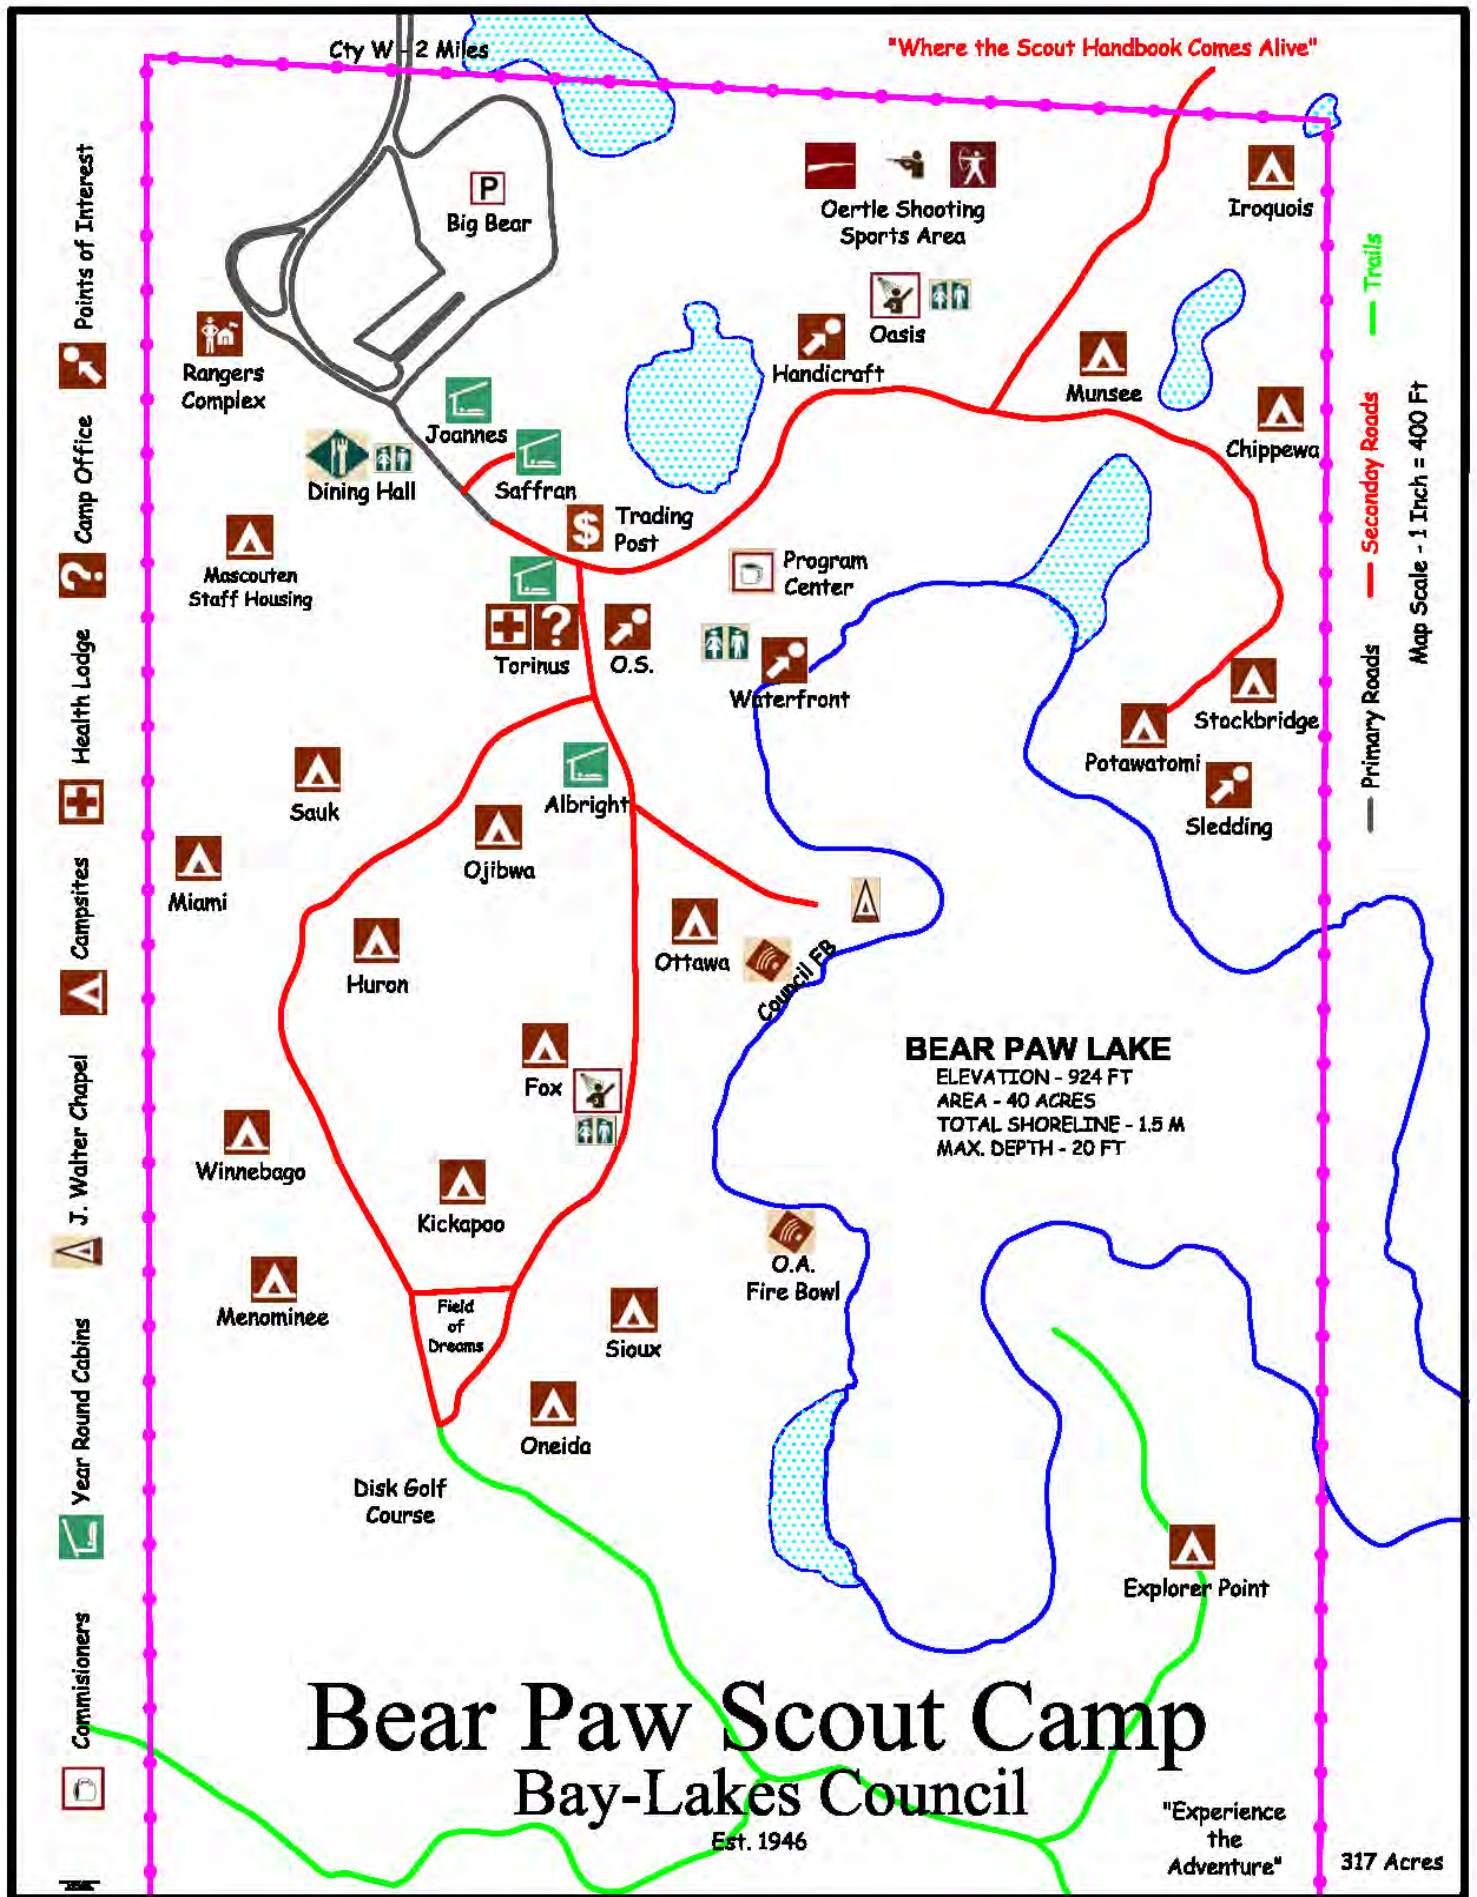 Cty W - 2 Miles
"Where the Scout Handbook Comes Alive"
P
Big Bear
Oertle Shooting
Sports Area
Iroquois
Oasis
Rangers
Complex
Handicraft
Munsee
Joannes
Chippewa
Dining Hall
Saffran
$
Trading
Post
Mascouten
Staff Housing
Program
Center
?
Torinus
O.S.
Waterfront
Stockbridge
Potawatomi
Sauk
Albright
Sledding
Ojibwa
Miami
Huron
Ottawa
Council FB
Fox
BEAR PAW LAKE
ELEVATION - 924 FT
AREA - 40 ACRES
TOTAL SHORELINE - 1.5 M
MAX. DEPTH - 20 FT
Winnebago
Kickapoo
O.A.
Fire Bowl
Menominee
Field
of
Dreams
Sioux
Oneida
Disk Golf
Course
Explorer Point
Bear Paw Scout Camp
Bay-Lakes Council
Est. 1946
"Experience
the
Adventure"
317 Acres
Commisioners
Year Round Cabins
J. Walter Chapel
Campsites
Health Lodge
?
Camp Office
Points of Interest
Primary Roads
Seconday Roads
Trails
Map Scale - 1 Inch = 400 Ft